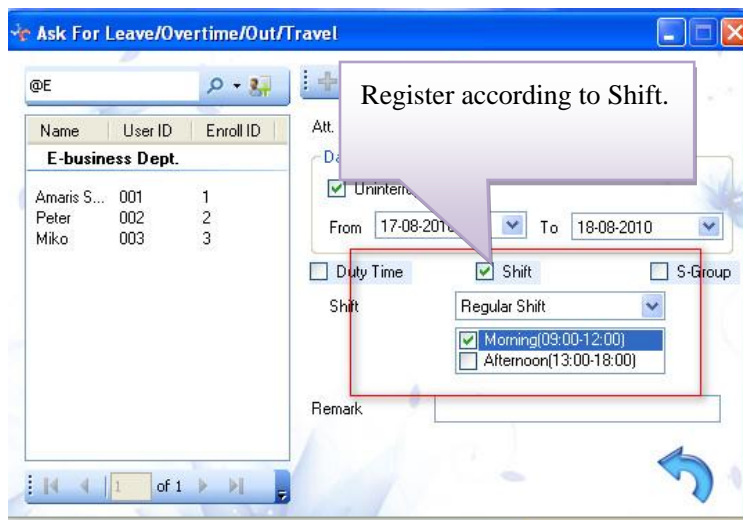 Ask For Leave/Overtime/Out/Travel
@E
Name User ID Enroll ID
E-business Dept.
Amaris S... 001 1
Peter 002 2
Miko 003 3
1 of 1
Register according to Shift.
Att.
Uninterr
From 17-08-2010 To 18-08-2010
Duty Time Shift S-Group
Shift Regular Shift
Morning(09:00-12:00)
Afternoon(13:00-18:00)
Remark